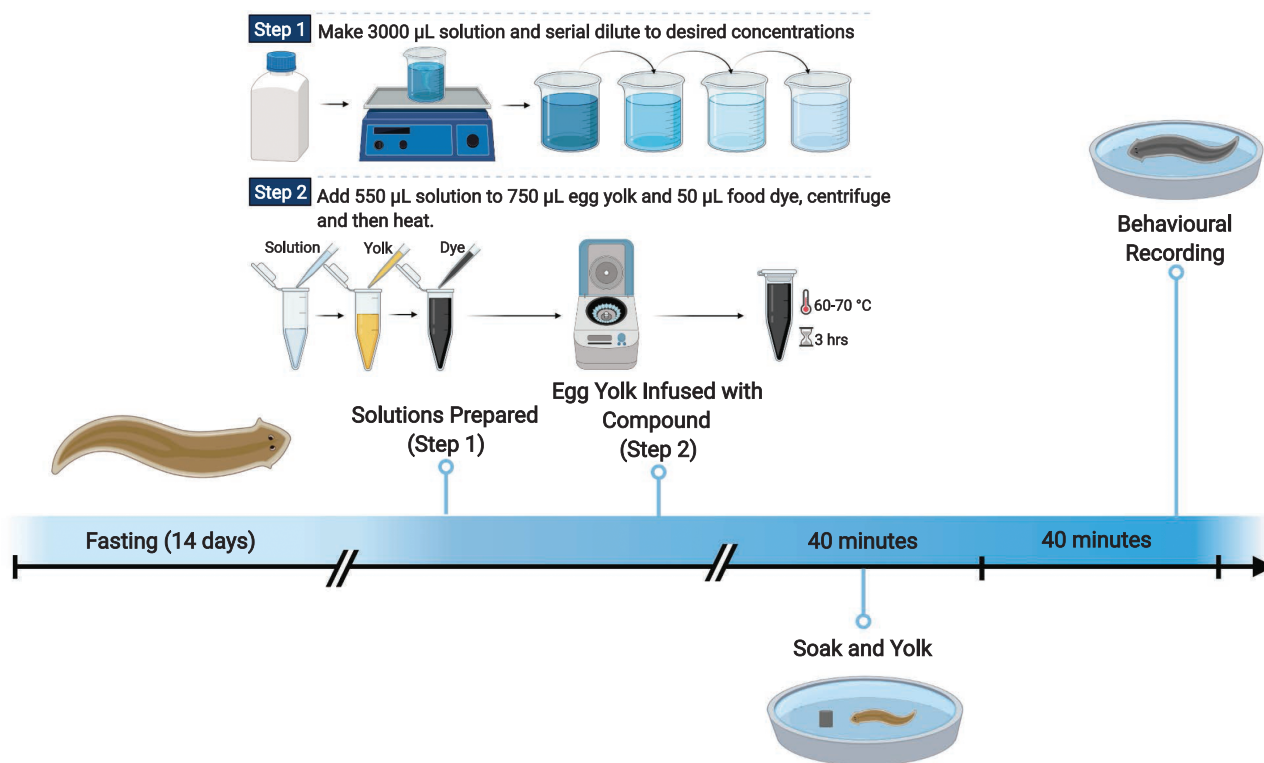 Step 1 Make 3000 µL solution and serial dilute to desired concentrations
Step 2 Add 550 µL solution to 750 µL egg yolk and 50 µL food dye, centrifuge
and then heat.
Solution Yolk Dye
60-70 °C
3 hrs
Behavioural
Recording
Solutions Prepared
(Step 1)
Egg Yolk Infused with
Compound
(Step 2)
Fasting (14 days)
40 minutes
40 minutes
Soak and Yolk